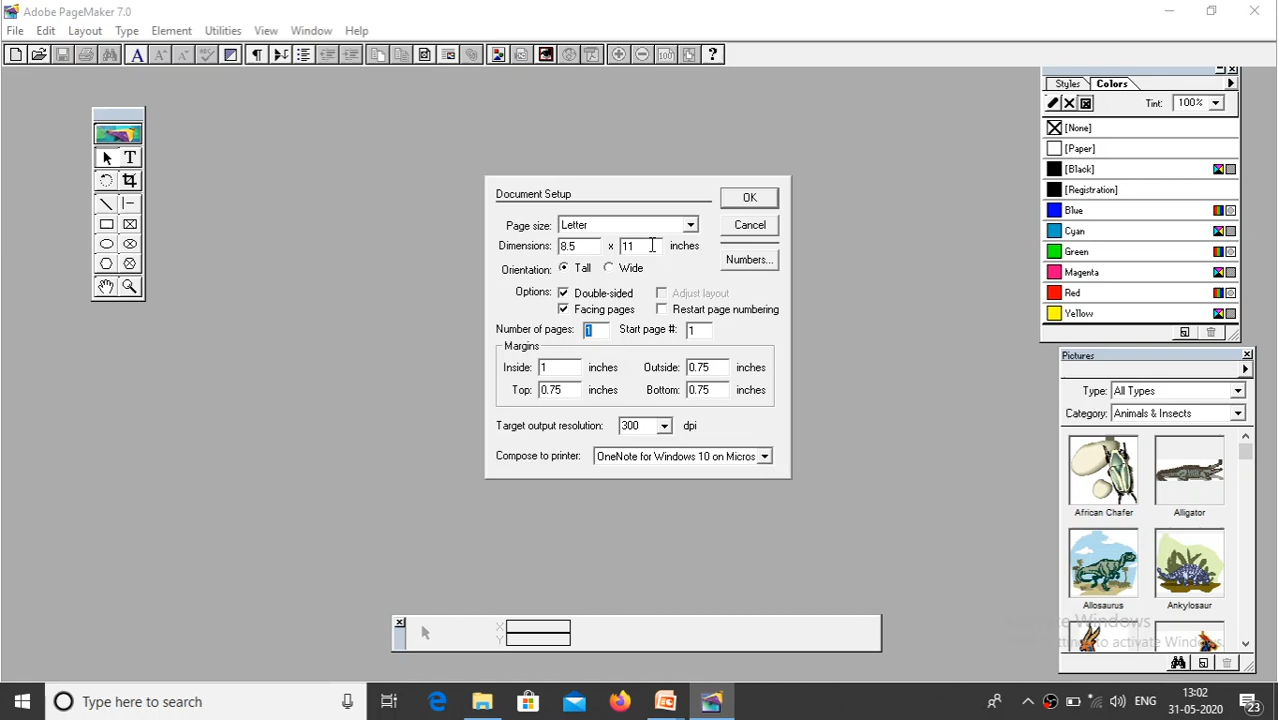 Adobe PageMaker 7.0
File Edit Layout Type Element Utilities View Window Help
Styles Colors
Tint: 100%
[None]
[Paper]
[Black]
[Registration]
Blue
Cyan
Green
Magenta
Red
Yellow
Document Setup
OK
Page size: Letter
Cancel
Dimensions: 8.5 x 11 inches
Numbers...
Orientation: Tall Wide
Options: Double-sided Adjust layout
Facing pages Restart page numbering
Number of pages: 1 Start page #: 1
Margins
Inside: 1 inches Outside: 0.75 inches
Top: 0.75 inches Bottom: 0.75 inches
Target output resolution: 300 dpi
Compose to printer: OneNote for Windows 10 on Micros
Pictures
Type: All Types
Category: Animals & Insects
African Chafer Alligator
Allosaurus Ankylosaur
X
Y
Windows
to activate Windows.
Type here to search
ENG
13:02
31-05-2020
23